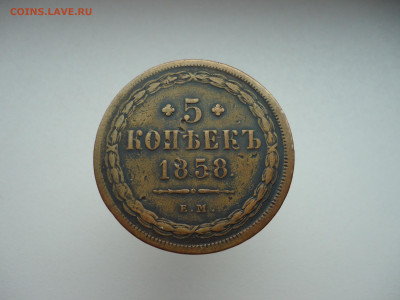 COINS.LAVE.RU
✦ 5 ✦
КОПѢЕКЪ
1858.
Е.М.